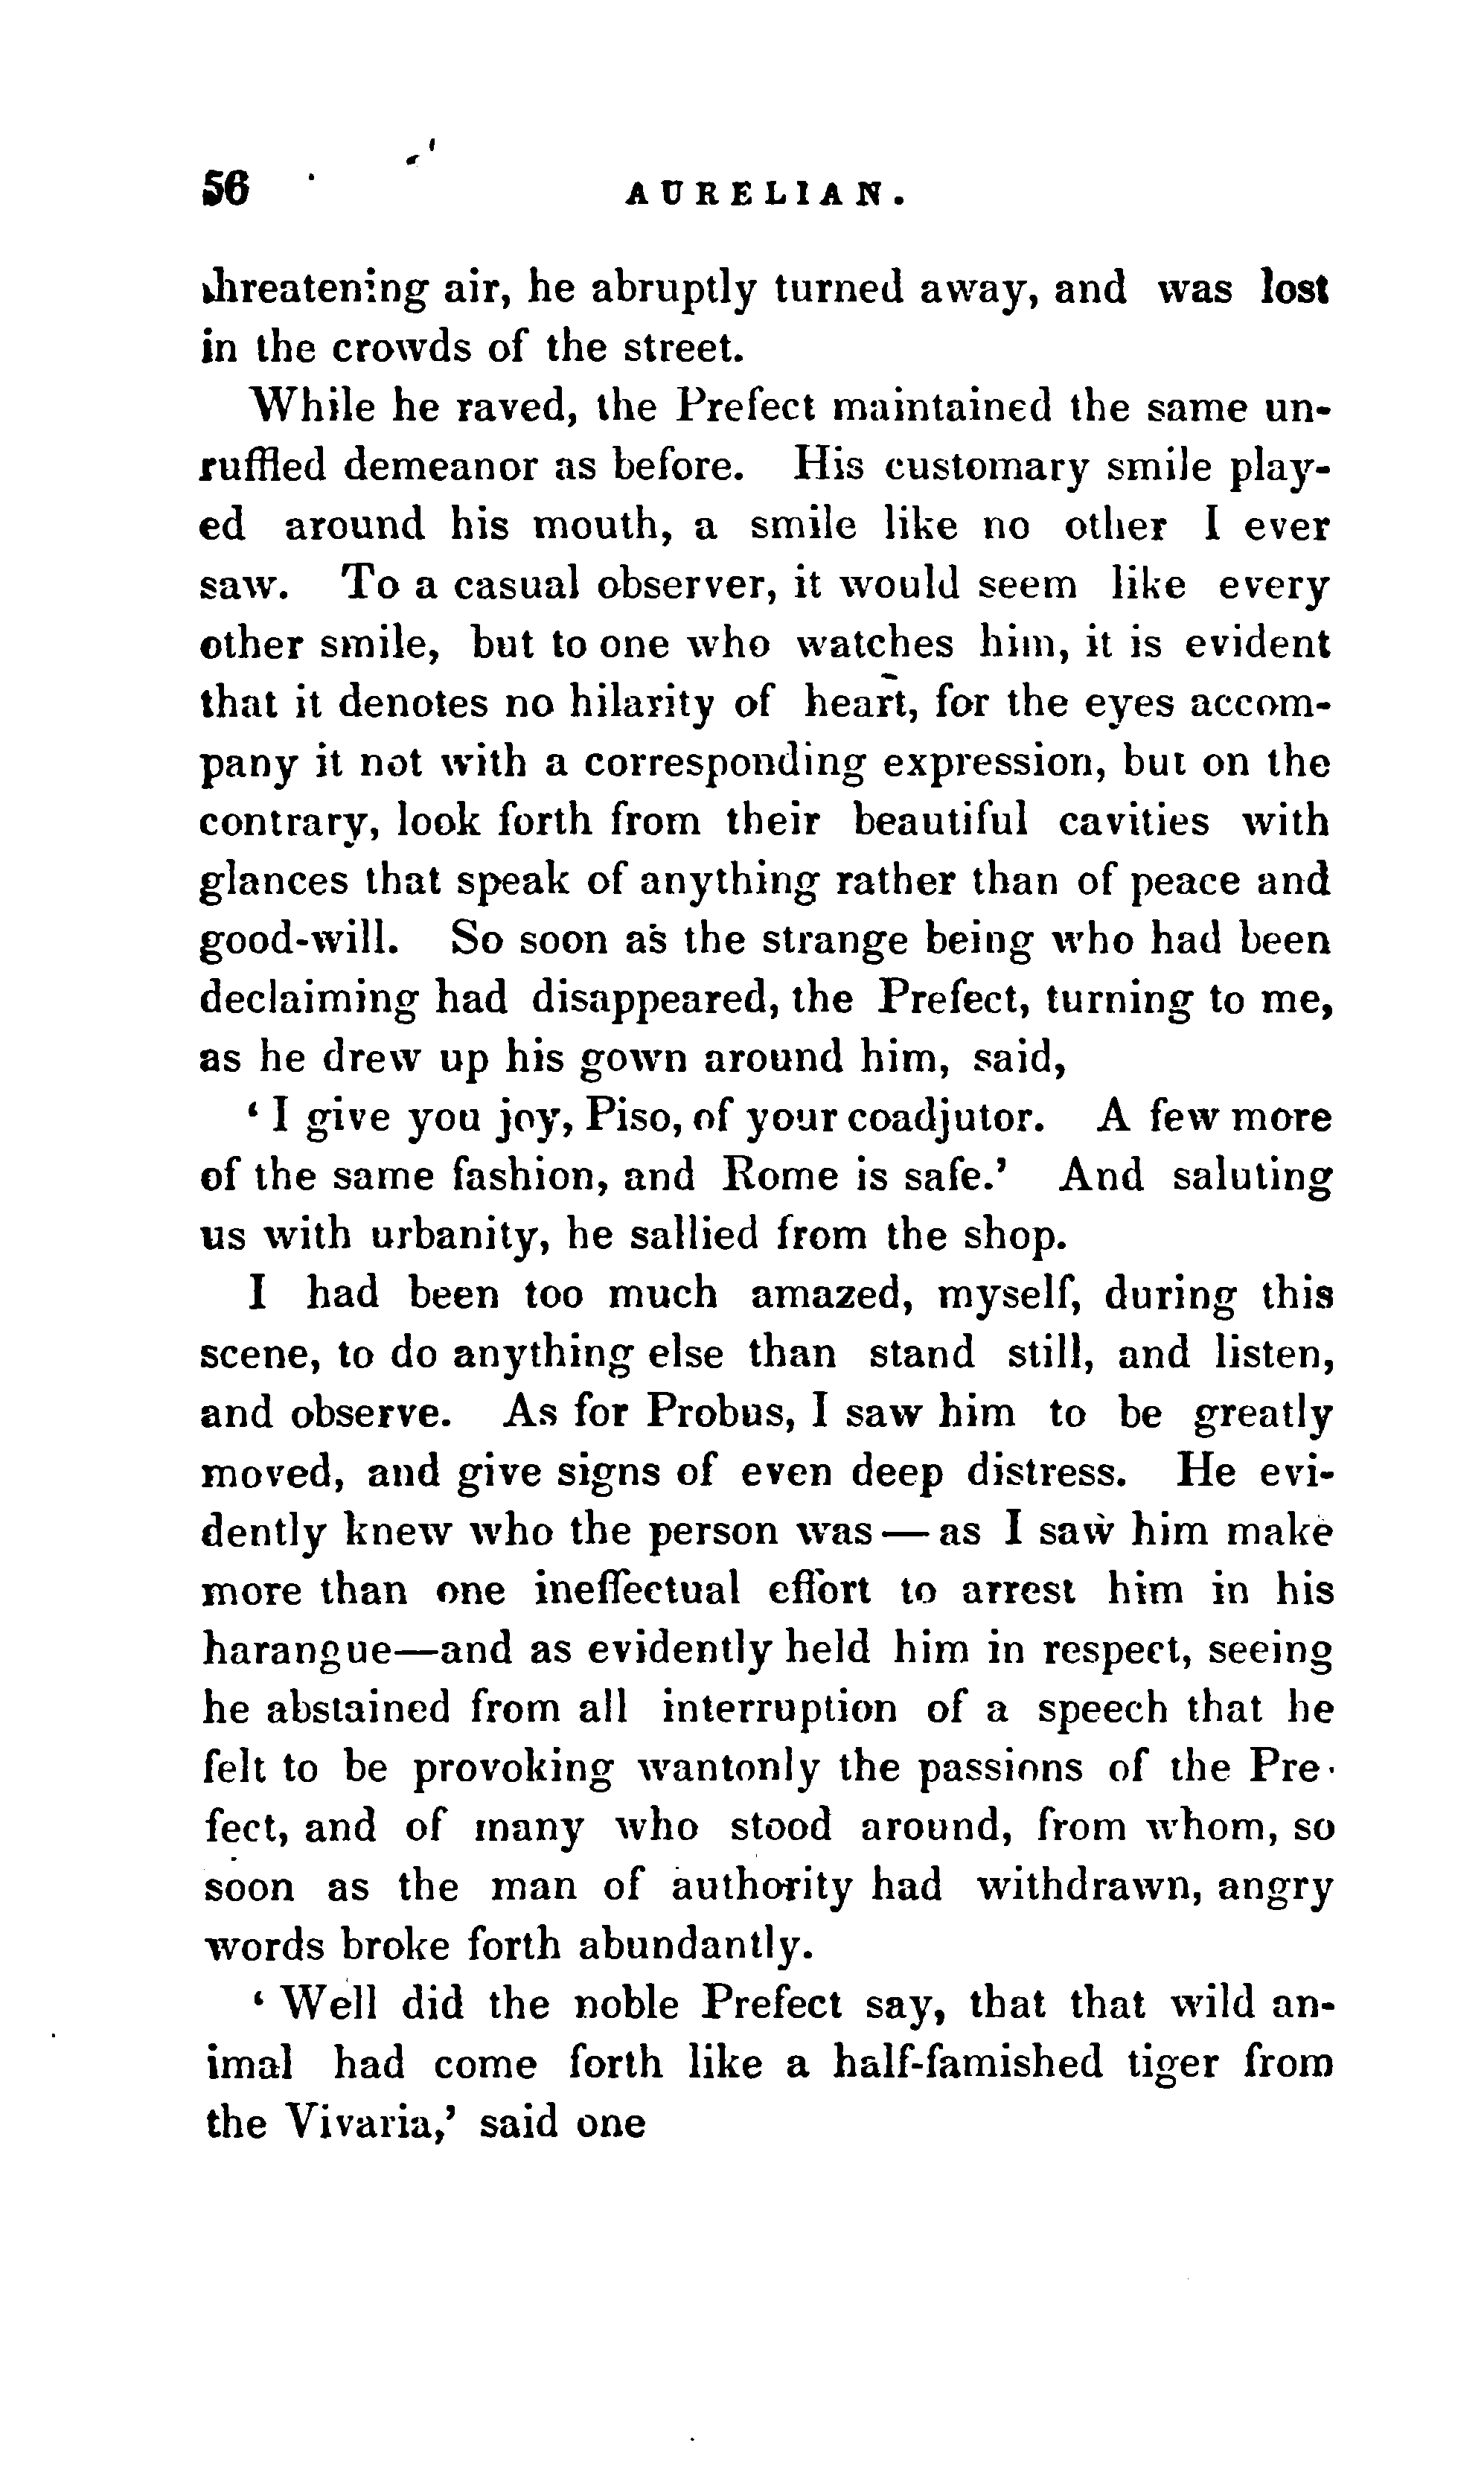 56 AURELIAN.
threatening air, he abruptly turned away, and was lost
in the crowds of the street.
While he raved, the Prefect maintained the same un-
ruffled demeanor as before. His customary smile play-
ed around his mouth, a smile like no other I ever
saw. To a casual observer, it would seem like every
other smile, but to one who watches him, it is evident
that it denotes no hilarity of heart, for the eyes accom-
pany it not with a corresponding expression, but on the
contrary, look forth from their beautiful cavities with
glances that speak of anything rather than of peace and
good-will. So soon as the strange being who had been
declaiming had disappeared, the Prefect, turning to me,
as he drew up his gown around him, said,
‘ I give you joy, Piso, of your coadjutor. A few more
of the same fashion, and Rome is safe.’ And saluting
us with urbanity, he sallied from the shop.
I had been too much amazed, myself, during this
scene, to do anything else than stand still, and listen,
and observe. As for Probus, I saw him to be greatly
moved, and give signs of even deep distress. He evi-
dently knew who the person was — as I saw him make
more than one ineffectual effort to arrest him in his
harangue—and as evidently held him in respect, seeing
he abstained from all interruption of a speech that he
felt to be provoking wantonly the passions of the Pre-
fect, and of many who stood around, from whom, so
soon as the man of authority had withdrawn, angry
words broke forth abundantly.
‘ Well did the noble Prefect say, that that wild an-
imal had come forth like a half-famished tiger from
the Vivaria,’ said one